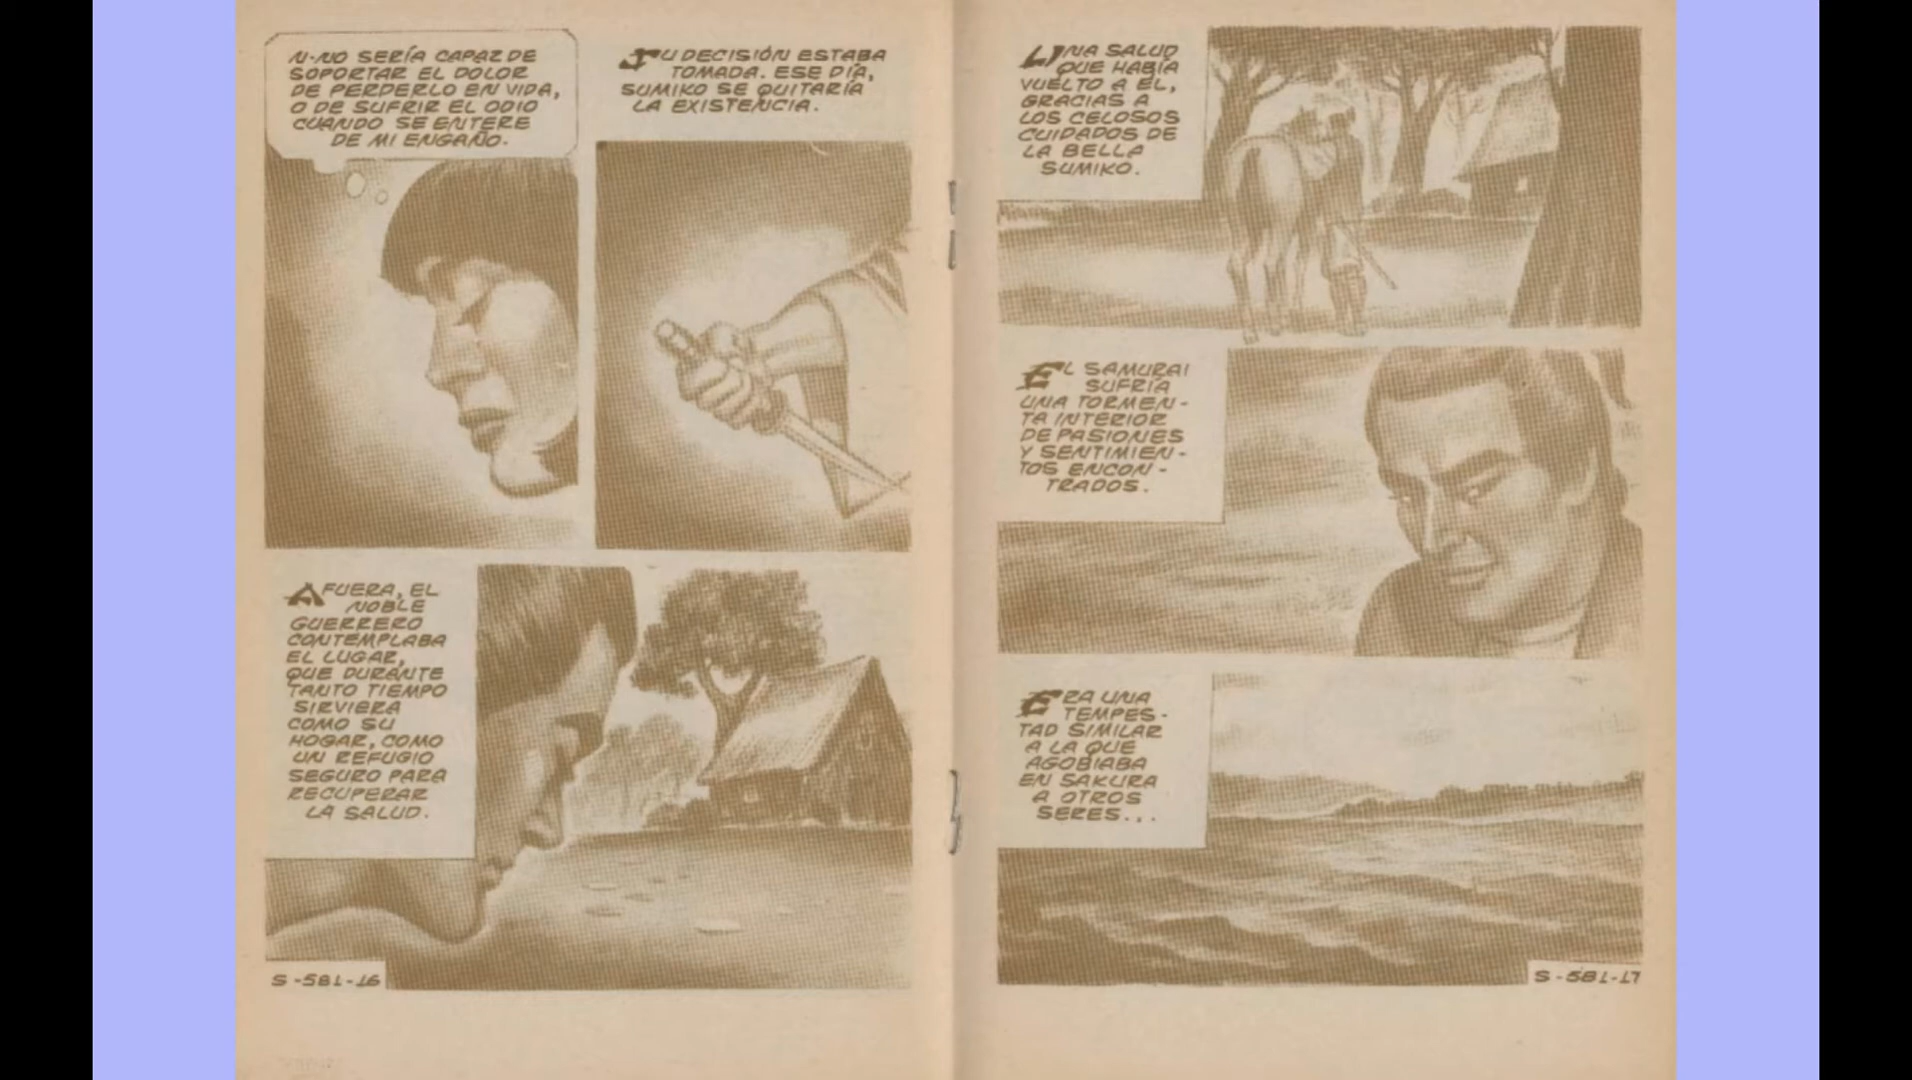 N-NO SERÍA CAPAZ DE
SOPORTAR EL DOLOR
DE PERDERLO EN VIDA,
O DE SUFRIR EL ODIO
CUANDO SE ENTERE
DE MI ENGAÑO.
SU DECISIÓN ESTABA
TOMADA. ESE DÍA,
SUMIKO SE QUITARÍA
LA EXISTENCIA.
AFUERA, EL
NOBLE
GUERRERO
CONTEMPLABA
EL LUGAR,
QUE DURANTE
TANTO TIEMPO
SIRVIERA
COMO SU
HOGAR, COMO
UN REFUGIO
SEGURO PARA
RECUPERAR
LA SALUD.
S-581-16
UNA SALUD
QUE HABÍA
VUELTO A ÉL,
GRACIAS A
LOS CELOSOS
CUIDADOS DE
LA BELLA
SUMIKO.
EL SAMURAI
SUFRÍA
UNA TORMEN-
TA INTERIOR
DE PASIONES
Y SENTIMIEN-
TOS ENCON-
TRADOS.
ERA UNA
TEMPES-
TAD SIMILAR
A LA QUE
AGOBIABA
EN SAKURA
A OTROS
SERES...
S-581-17